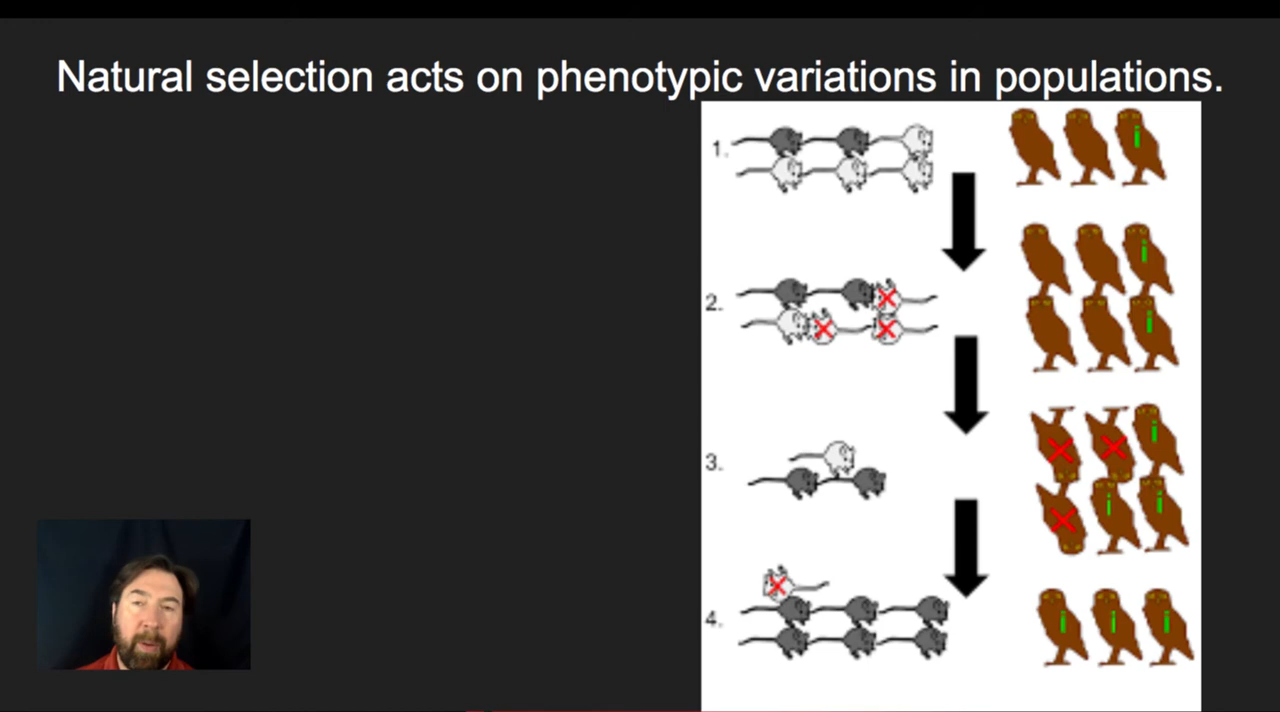 Natural selection acts on phenotypic variations in populations.
1.
i
2.
i
i
3.
i
i i
4.
i i i